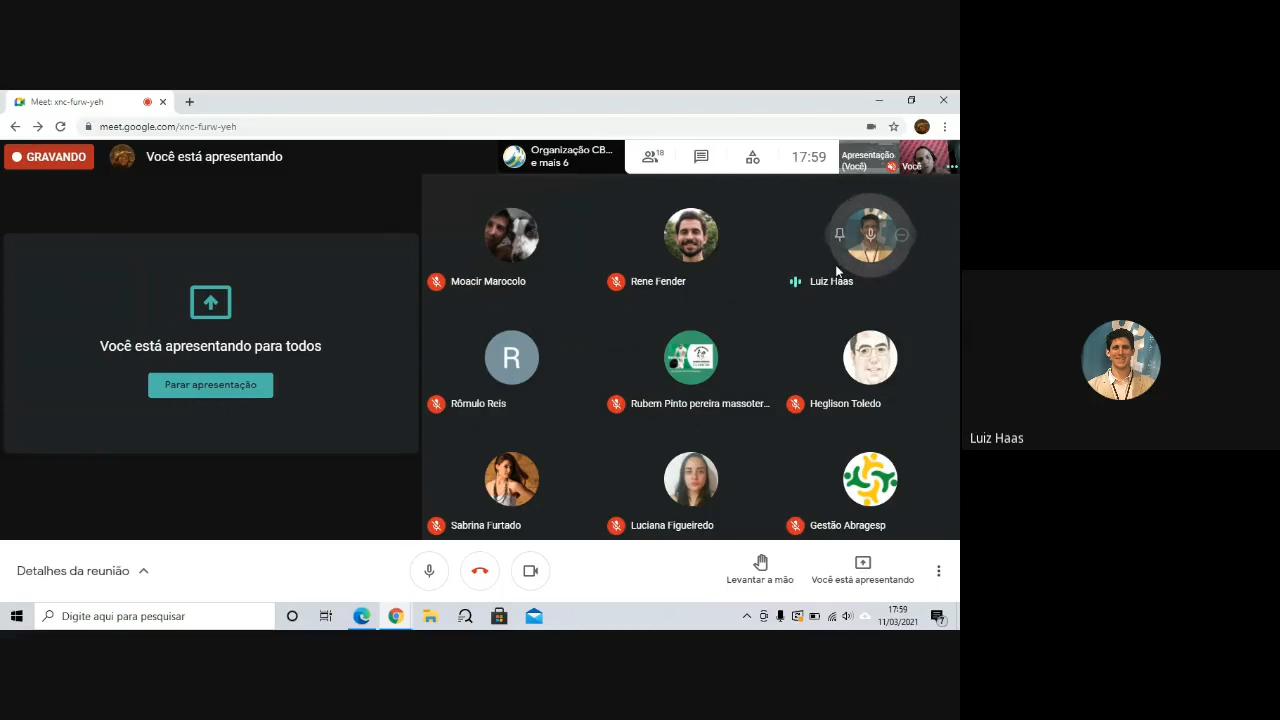 Meet: xnc-furw-yeh
meet.google.com/xnc-furw-yeh
GRAVANDO
Você está apresentando
Organização CB...
e mais 6
18
17:59
Apresentação
(Você)
Você
Moacir Marocolo
Rene Fender
Luiz Haas
Você está apresentando para todos
Parar apresentação
R
Rômulo Reis
Rubem Pinto pereira massoter...
Heglison Toledo
Luiz Haas
Sabrina Furtado
Luciana Figueiredo
Gestão Abragesp
Detalhes da reunião
Levantar a mão
Você está apresentando
Digite aqui para pesquisar
17:59
11/03/2021
7